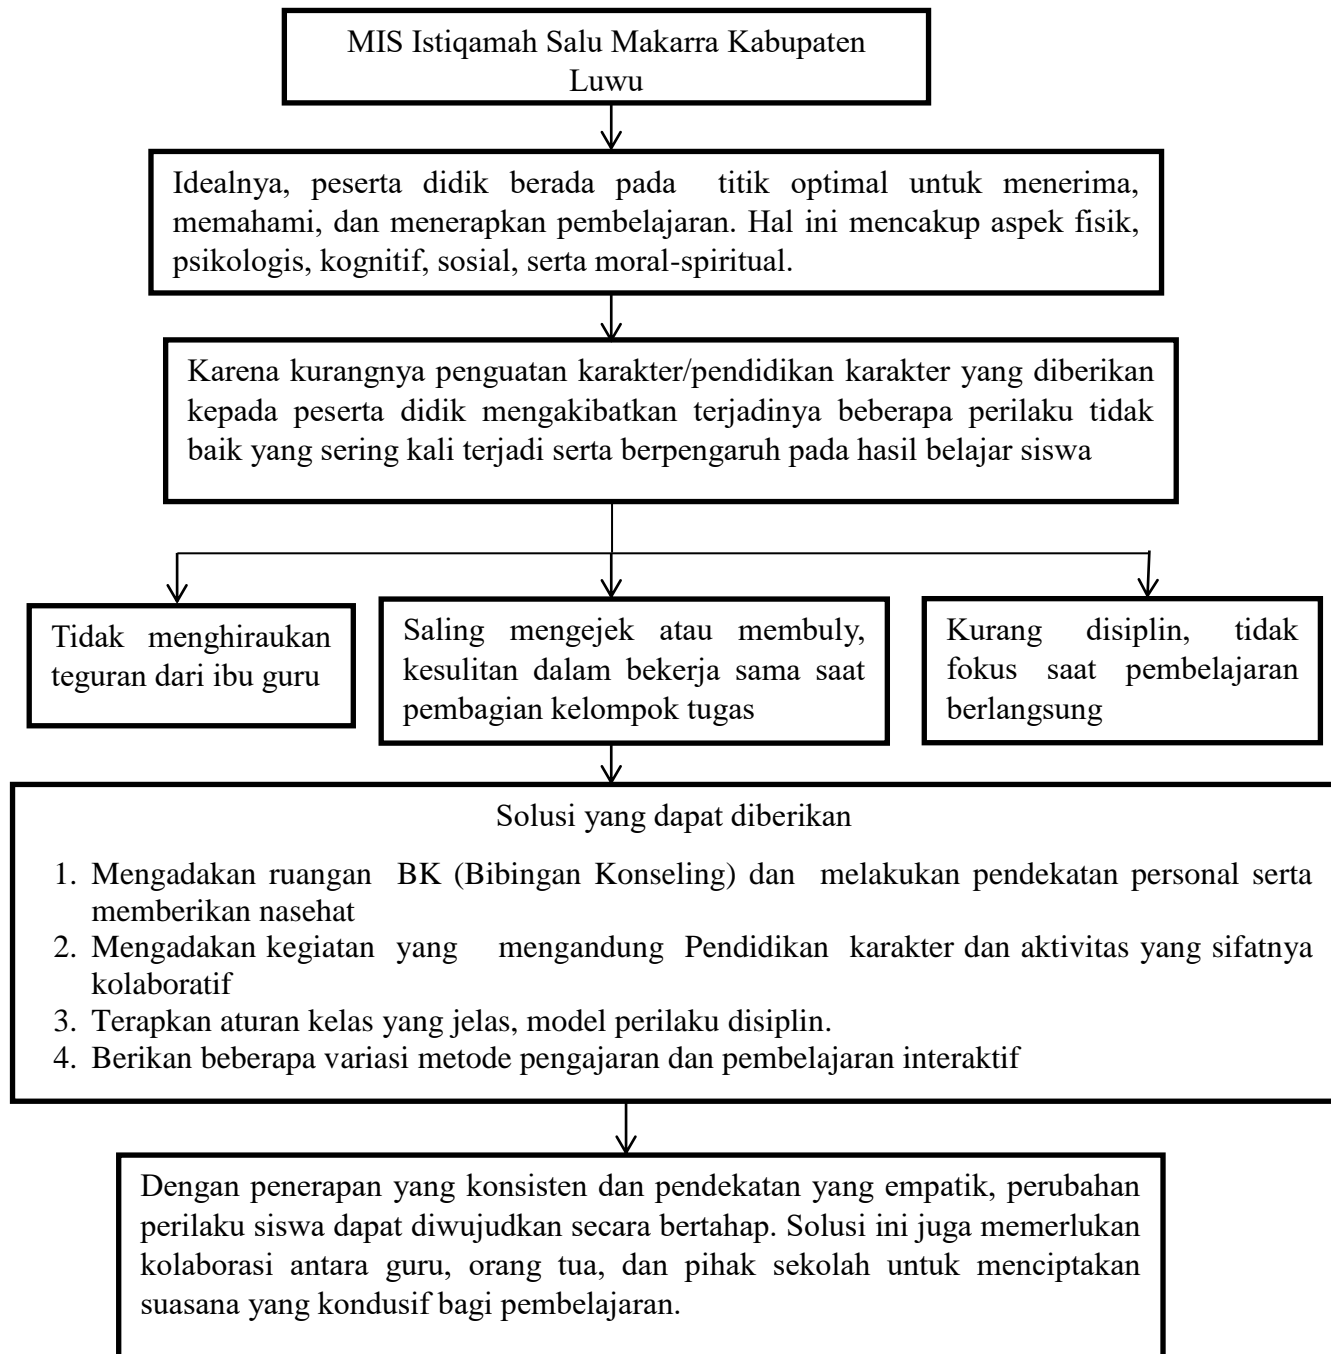 MIS Istiqamah Salu Makarra Kabupaten
Luwu
Idealnya, peserta didik berada pada titik optimal untuk menerima,
memahami, dan menerapkan pembelajaran. Hal ini mencakup aspek fisik,
psikologis, kognitif, sosial, serta moral-spiritual.
Karena kurangnya penguatan karakter/pendidikan karakter yang diberikan
kepada peserta didik mengakibatkan terjadinya beberapa perilaku tidak
baik yang sering kali terjadi serta berpengaruh pada hasil belajar siswa
Tidak menghiraukan
teguran dari ibu guru
Saling mengejek atau membuly,
kesulitan dalam bekerja sama saat
pembagian kelompok tugas
Kurang disiplin, tidak
fokus saat pembelajaran
berlangsung
Solusi yang dapat diberikan
1. Mengadakan ruangan BK (Bibingan Konseling) dan melakukan pendekatan personal serta
memberikan nasehat
2. Mengadakan kegiatan yang mengandung Pendidikan karakter dan aktivitas yang sifatnya
kolaboratif
3. Terapkan aturan kelas yang jelas, model perilaku disiplin.
4. Berikan beberapa variasi metode pengajaran dan pembelajaran interaktif
Dengan penerapan yang konsisten dan pendekatan yang empatik, perubahan
perilaku siswa dapat diwujudkan secara bertahap. Solusi ini juga memerlukan
kolaborasi antara guru, orang tua, dan pihak sekolah untuk menciptakan
suasana yang kondusif bagi pembelajaran.